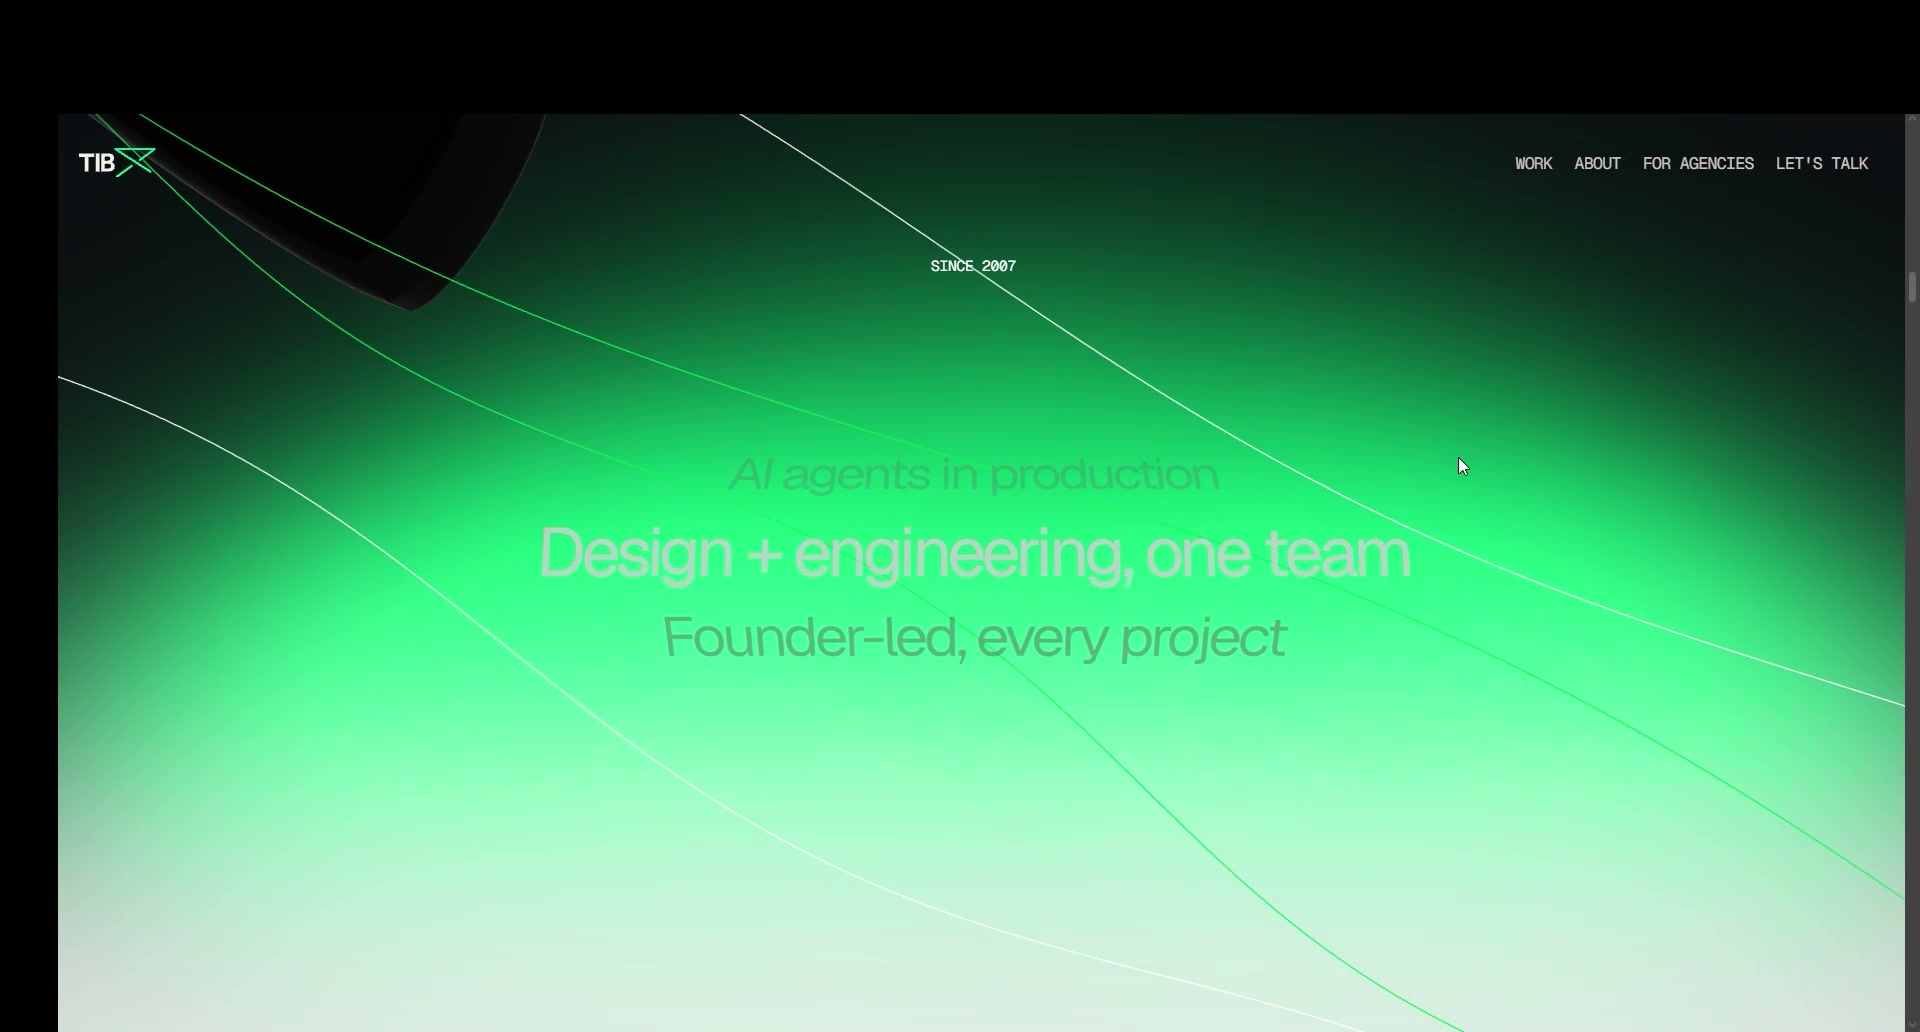 TIB
WORK ABOUT FOR AGENCIES LET'S TALK
SINCE 2007
AI agents in production
Design + engineering, one team
Founder-led, every project